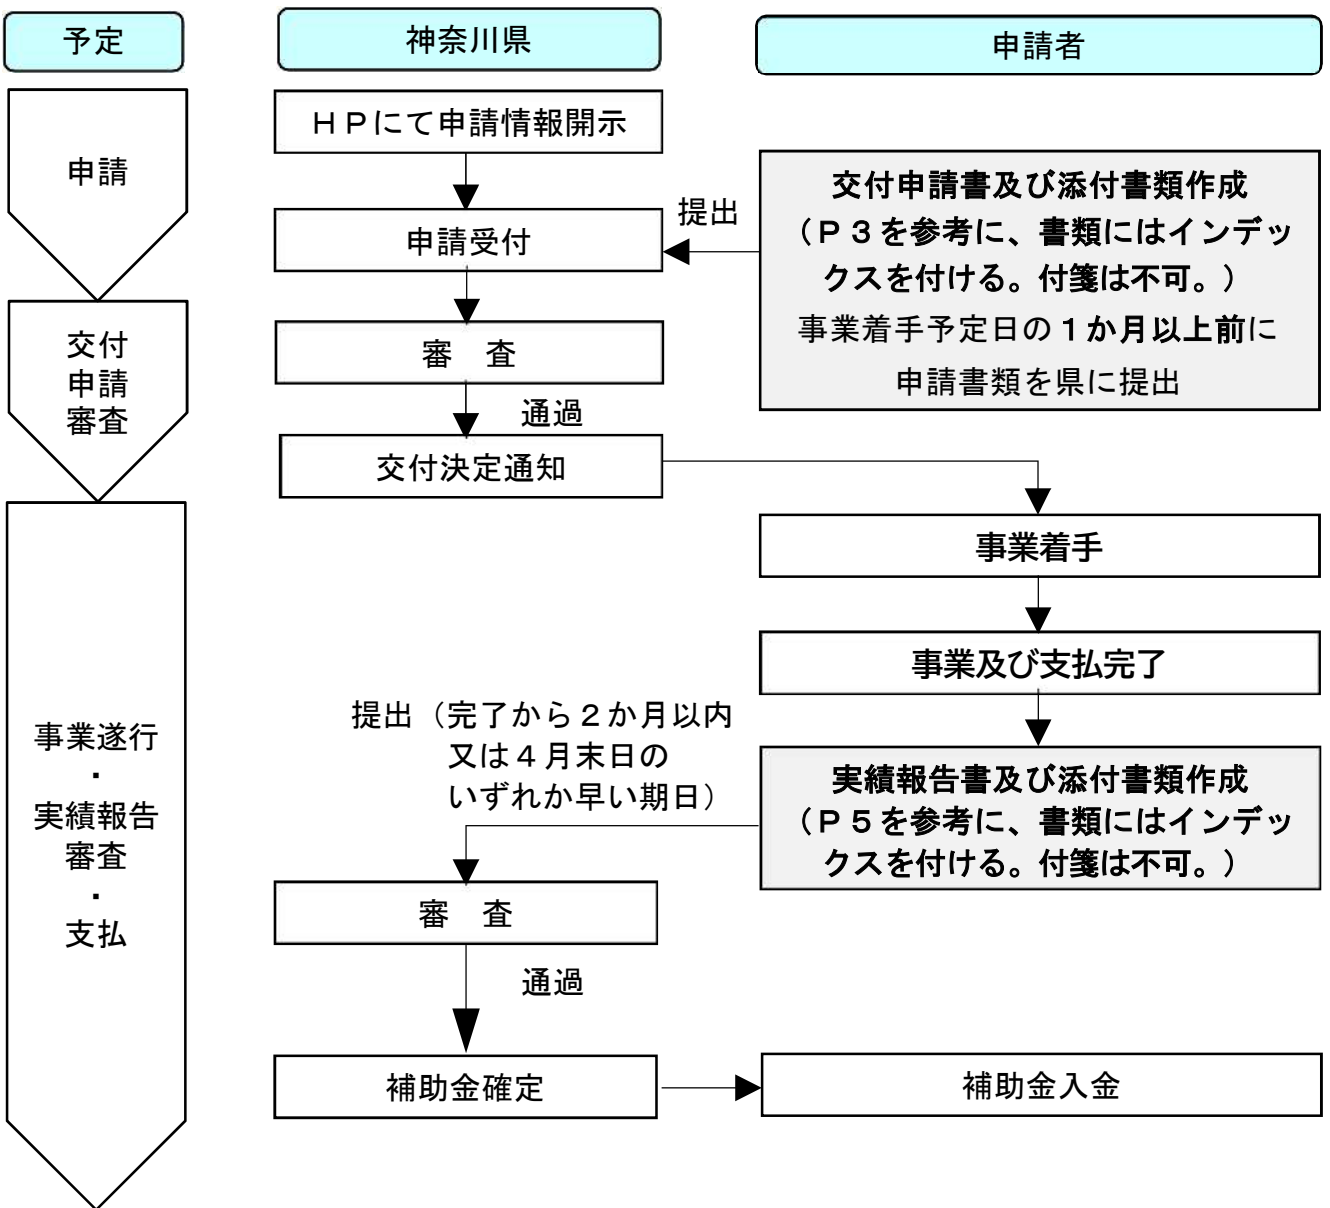 予定
神奈川県
申請者
申請
ＨＰにて申請情報開示
交付申請書及び添付書類作成
（Ｐ３を参考に、書類にはインデッ
クスを付ける。付箋は不可。）
事業着手予定日の１か月以上前に
申請書類を県に提出
提出
申請受付
交付
申請
審査
審　査
通過
交付決定通知
事業着手
事業及び支払完了
事業遂行
・
実績報告
審査
・
支払
提出（完了から２か月以内
又は４月末日の
いずれか早い期日）
実績報告書及び添付書類作成
（Ｐ５を参考に、書類にはインデッ
クスを付ける。付箋は不可。）
審　査
通過
補助金確定
補助金入金